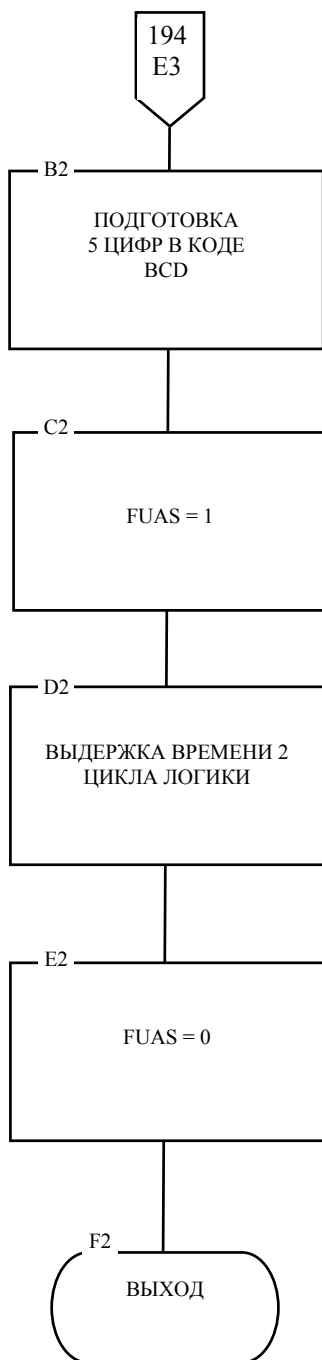 194
E3
B2
ПОДГОТОВКА
5 ЦИФР В КОДЕ
BCD
C2
FUAS = 1
D2
ВЫДЕРЖКА ВРЕМЕНИ 2
ЦИКЛА ЛОГИКИ
E2
FUAS = 0
F2
ВЫХОД